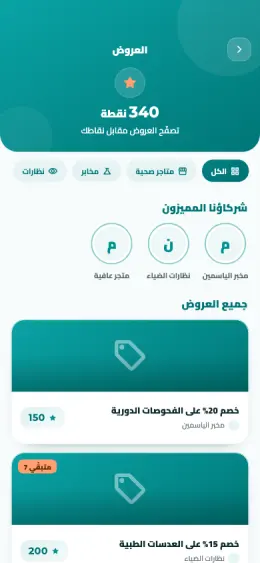 العروض
340 نقطة
تصفّح العروض مقابل نقاطك
الكل
متاجر صحية
مخابر
نظارات
شركاؤنا المميزون
م
ن
م
مخبر الياسمين
نظارات الضياء
متجر عافية
جميع العروض
خصم 20% على الفحوصات الدورية
مخبر الياسمين
150
متبقّي 7
خصم 15% على العدسات الطبية
نظارات الضياء
200